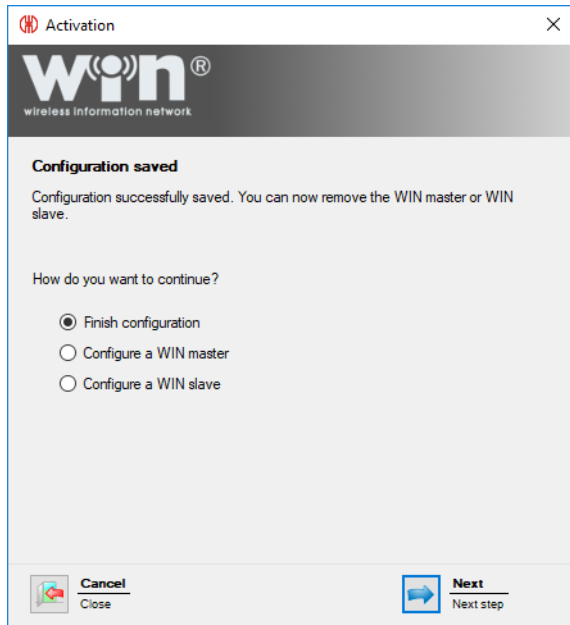 Activation
WIN®
wireless information network
Configuration saved
Configuration successfully saved. You can now remove the WIN master or WIN
slave.
How do you want to continue?
Finish configuration
Configure a WIN master
Configure a WIN slave
Cancel
Close
Next
Next step